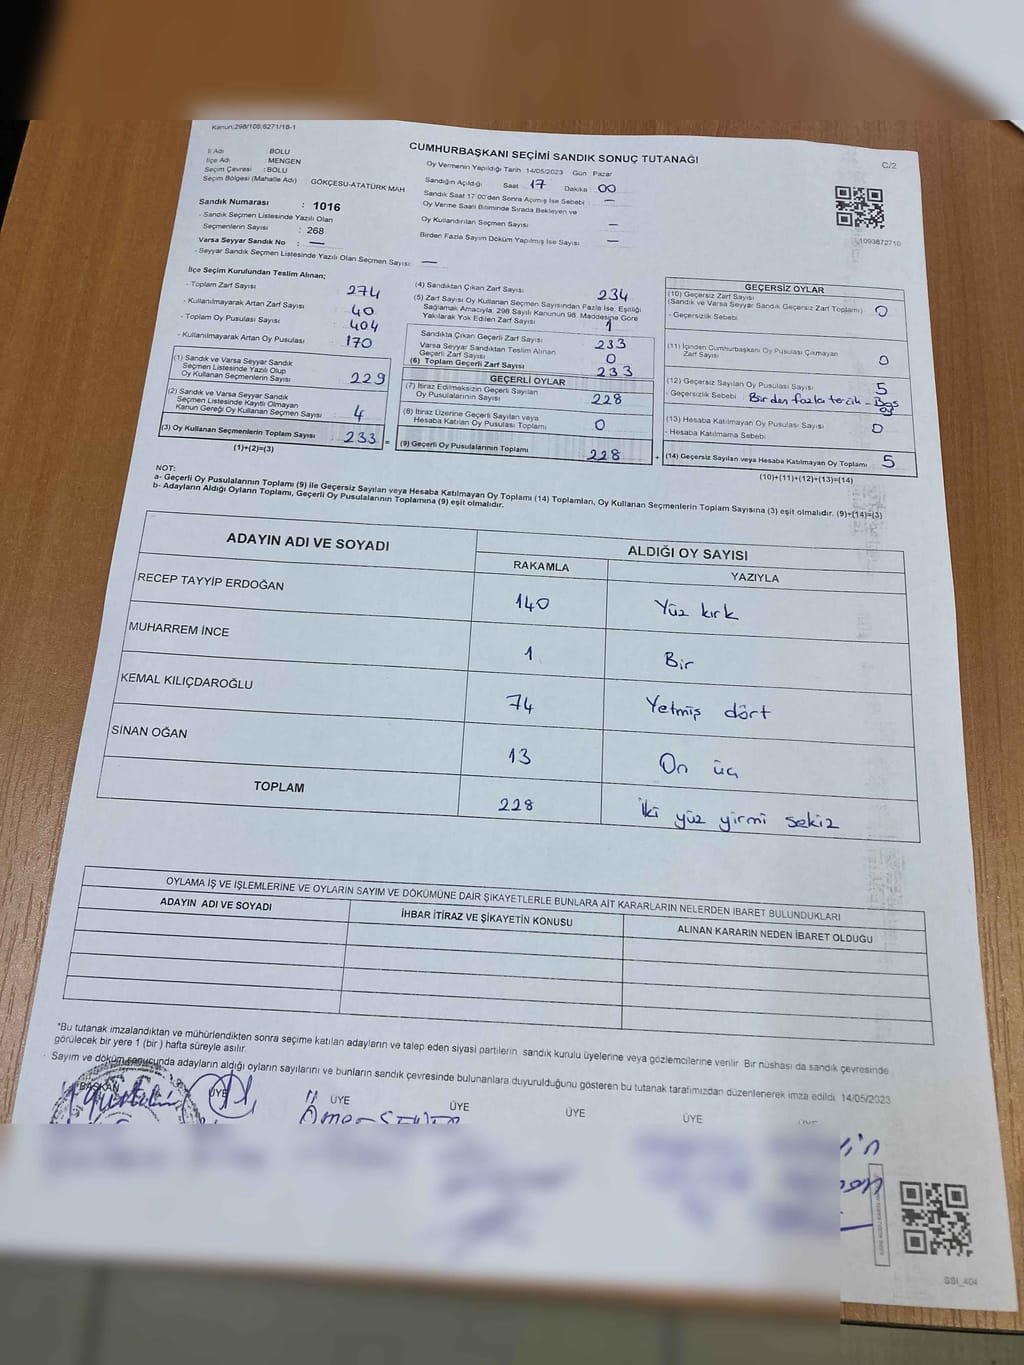 Kanun:298/105;6271/18-1
CUMHURBAŞKANI SEÇİMİ SANDIK SONUÇ TUTANAĞI
C/2
İl Adı : BOLU
İlçe Adı : MENGEN
Seçim Çevresi : BOLU
Seçim Bölgesi (Mahalle Adı) GÖKÇESU-ATATÜRK MAH
Sandık Numarası : 1016
- Sandık Seçmen Listesinde Yazılı Olan
Seçmenlerin Sayısı : 268
Varsa Seyyar Sandık No : —
- Seyyar Sandık Seçmen Listesinde Yazılı Olan Seçmen Sayısı: —
Oy Vermenin Yapıldığı Tarih 14/05/2023 Gün Pazar
Sandığın Açıldığı Saat 17 Dakika 00
Sandık Saat 17:00'den Sonra Açılmış İse Sebebi —
Oy Verme Saati Bitiminde Sırada Bekleyen ve
Oy Kullandırılan Seçmen Sayısı —
Birden Fazla Sayım Döküm Yapılmış İse Sayısı —
1093872710
İlçe Seçim Kurulundan Teslim Alınan;
- Toplam Zarf Sayısı 274
- Kullanılmayarak Artan Zarf Sayısı 40
- Toplam Oy Pusulası Sayısı 404
- Kullanılmayarak Artan Oy Pusulası 170
(1) Sandık ve Varsa Seyyar Sandık
Seçmen Listesinde Yazılı Olup
Oy Kullanan Seçmenlerin Sayısı 229
(2) Sandık ve Varsa Seyyar Sandık
Seçmen Listesinde Kayıtlı Olmayan
Kanun Gereği Oy Kullanan Seçmen Sayısı 4
(3) Oy Kullanan Seçmenlerin Toplam Sayısı 233 =
(1)+(2)=(3)
(4) Sandıktan Çıkan Zarf Sayısı 234
(5) Zarf Sayısı Oy Kullanan Seçmen Sayısından Fazla İse, Eşitliği
Sağlamak Amacıyla, 298 Sayılı Kanunun 98. Maddesine Göre
Yakılarak Yok Edilen Zarf Sayısı 1
Sandıkta Çıkan Geçerli Zarf Sayısı 233
Varsa Seyyar Sandıktan Teslim Alınan
Geçerli Zarf Sayısı 0
(6) Toplam Geçerli Zarf Sayısı 233
GEÇERLİ OYLAR
(7) İtiraz Edilmeksizin Geçerli Sayılan
Oy Pusulalarının Sayısı 228
(8) İtiraz Üzerine Geçerli Sayılan veya
Hesaba Katılan Oy Pusulası Toplamı 0
(9) Geçerli Oy Pusulalarının Toplamı 228 +
GEÇERSİZ OYLAR
(10) Geçersiz Zarf Sayısı
(Sandık ve Varsa Seyyar Sandık Geçersiz Zarf Toplamı) 0
- Geçersizlik Sebebi
(11) İçinden Cumhurbaşkanı Oy Pusulası Çıkmayan
Zarf Sayısı 0
(12) Geçersiz Sayılan Oy Pusulası Sayısı 5
- Geçersizlik Sebebi Birden fazla tercih - Boş oy
(13) Hesaba Katılmayan Oy Pusulası Sayısı 0
- Hesaba Katılmama Sebebi
(14) Geçersiz Sayılan veya Hesaba Katılmayan Oy Toplamı 5
(10)+(11)+(12)+(13)=(14)
NOT:
a- Geçerli Oy Pusulalarının Toplamı (9) ile Geçersiz Sayılan veya Hesaba Katılmayan Oy Toplamı (14) Toplamları, Oy Kullanan Seçmenlerin Toplam Sayısına (3) eşit olmalıdır. (9)+(14)=(3)
b- Adayların Aldığı Oyların Toplamı, Geçerli Oy Pusulalarının Toplamına (9) eşit olmalıdır.
ADAYIN ADI VE SOYADI
ALDIĞI OY SAYISI
RAKAMLA YAZIYLA
RECEP TAYYİP ERDOĞAN 140 Yüz kırk
MUHARREM İNCE 1 Bir
KEMAL KILIÇDAROĞLU 74 Yetmiş dört
SİNAN OĞAN 13 On üç
TOPLAM 228 İki yüz yirmi sekiz
OYLAMA İŞ VE İŞLEMLERİNE VE OYLARIN SAYIM VE DÖKÜMÜNE DAİR ŞİKAYETLERLE BUNLARA AİT KARARLARIN NELERDEN İBARET BULUNDUKLARI
ADAYIN ADI VE SOYADI İHBAR İTİRAZ VE ŞİKAYETİN KONUSU ALINAN KARARIN NEDEN İBARET OLDUĞU
*Bu tutanak imzalandıktan ve mühürlendikten sonra seçime katılan adayların ve talep eden siyasi partilerin sandık kurulu üyelerine veya gözlemcilerine verilir. Bir nüshası da sandık çevresinde
görülecek bir yere 1 (bir ) hafta süreyle asılır.
Sayım ve döküm sonucunda adayların aldığı oyların sayılarını ve bunların sandık çevresinde bulunanlara duyurulduğunu gösteren bu tutanak tarafımızdan düzenlenerek imza edildi. 14/05/2023
BAŞKAN ÜYE ÜYE ÜYE ÜYE ÜYE
SSI_404